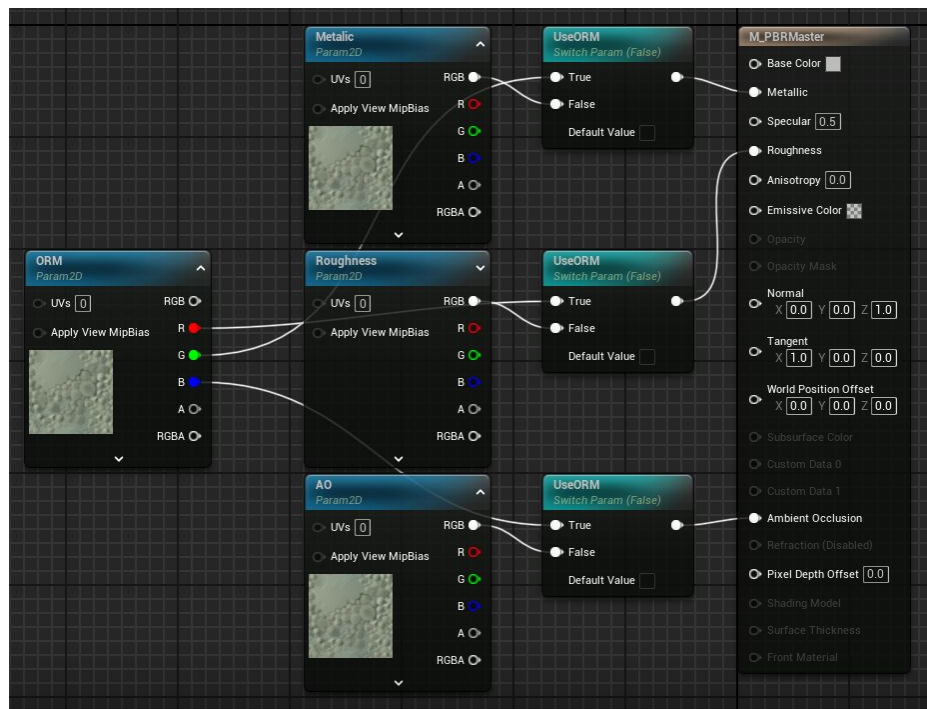 Metalic
Param2D
UVs 0
Apply View MipBias
RGB
R
G
B
A
RGBA
UseORM
Switch Param (False)
True
False
Default Value
M_PBRMaster
Base Color
Metallic
Specular 0.5
Roughness
Anisotropy 0.0
Emissive Color
Opacity
Opacity Mask
Normal
X 0.0 Y 0.0 Z 1.0
Tangent
X 1.0 Y 0.0 Z 0.0
World Position Offset
X 0.0 Y 0.0 Z 0.0
Subsurface Color
Custom Data 0
Custom Data 1
Ambient Occlusion
Refraction (Disabled)
Pixel Depth Offset 0.0
Shading Model
Surface Thickness
Front Material
ORM
Param2D
UVs 0
Apply View MipBias
RGB
R
G
B
A
RGBA
Roughness
Param2D
UVs 0
Apply View MipBias
RGB
R
G
B
A
RGBA
UseORM
Switch Param (False)
True
False
Default Value
AO
Param2D
UVs 0
Apply View MipBias
RGB
R
G
B
A
RGBA
UseORM
Switch Param (False)
True
False
Default Value